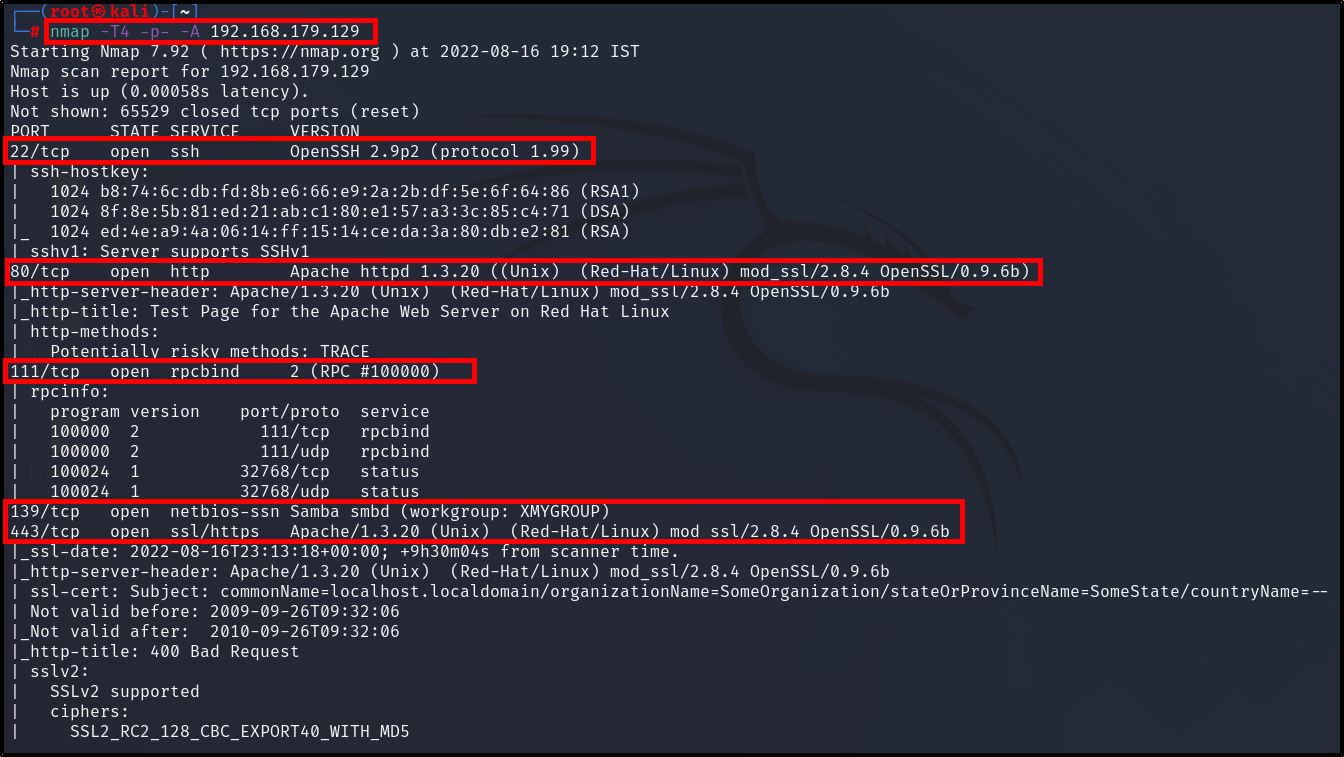 ┌──(root㉿kali)-[~]
└─# nmap -T4 -p- -A 192.168.179.129
Starting Nmap 7.92 ( https://nmap.org ) at 2022-08-16 19:12 IST
Nmap scan report for 192.168.179.129
Host is up (0.00058s latency).
Not shown: 65529 closed tcp ports (reset)
PORT      STATE SERVICE     VERSION
22/tcp    open  ssh         OpenSSH 2.9p2 (protocol 1.99)
| ssh-hostkey:
|   1024 b8:74:6c:db:fd:8b:e6:66:e9:2a:2b:df:5e:6f:64:86 (RSA1)
|   1024 8f:8e:5b:81:ed:21:ab:c1:80:e1:57:a3:3c:85:c4:71 (DSA)
|_  1024 ed:4e:a9:4a:06:14:ff:15:14:ce:da:3a:80:db:e2:81 (RSA)
|_sshv1: Server supports SSHv1
80/tcp    open  http        Apache httpd 1.3.20 ((Unix)  (Red-Hat/Linux) mod_ssl/2.8.4 OpenSSL/0.9.6b)
|_http-server-header: Apache/1.3.20 (Unix)  (Red-Hat/Linux) mod_ssl/2.8.4 OpenSSL/0.9.6b
|_http-title: Test Page for the Apache Web Server on Red Hat Linux
| http-methods:
|_  Potentially risky methods: TRACE
111/tcp   open  rpcbind     2 (RPC #100000)
| rpcinfo:
|   program version    port/proto  service
|   100000  2            111/tcp   rpcbind
|   100000  2            111/udp   rpcbind
|   100024  1          32768/tcp   status
|_  100024  1          32768/udp   status
139/tcp   open  netbios-ssn Samba smbd (workgroup: XMYGROUP)
443/tcp   open  ssl/https   Apache/1.3.20 (Unix)  (Red-Hat/Linux) mod_ssl/2.8.4 OpenSSL/0.9.6b
|_ssl-date: 2022-08-16T23:13:18+00:00; +9h30m04s from scanner time.
|_http-server-header: Apache/1.3.20 (Unix)  (Red-Hat/Linux) mod_ssl/2.8.4 OpenSSL/0.9.6b
| ssl-cert: Subject: commonName=localhost.localdomain/organizationName=SomeOrganization/stateOrProvinceName=SomeState/countryName=--
| Not valid before: 2009-09-26T09:32:06
|_Not valid after:  2010-09-26T09:32:06
|_http-title: 400 Bad Request
| sslv2:
|   SSLv2 supported
|   ciphers:
|     SSL2_RC2_128_CBC_EXPORT40_WITH_MD5